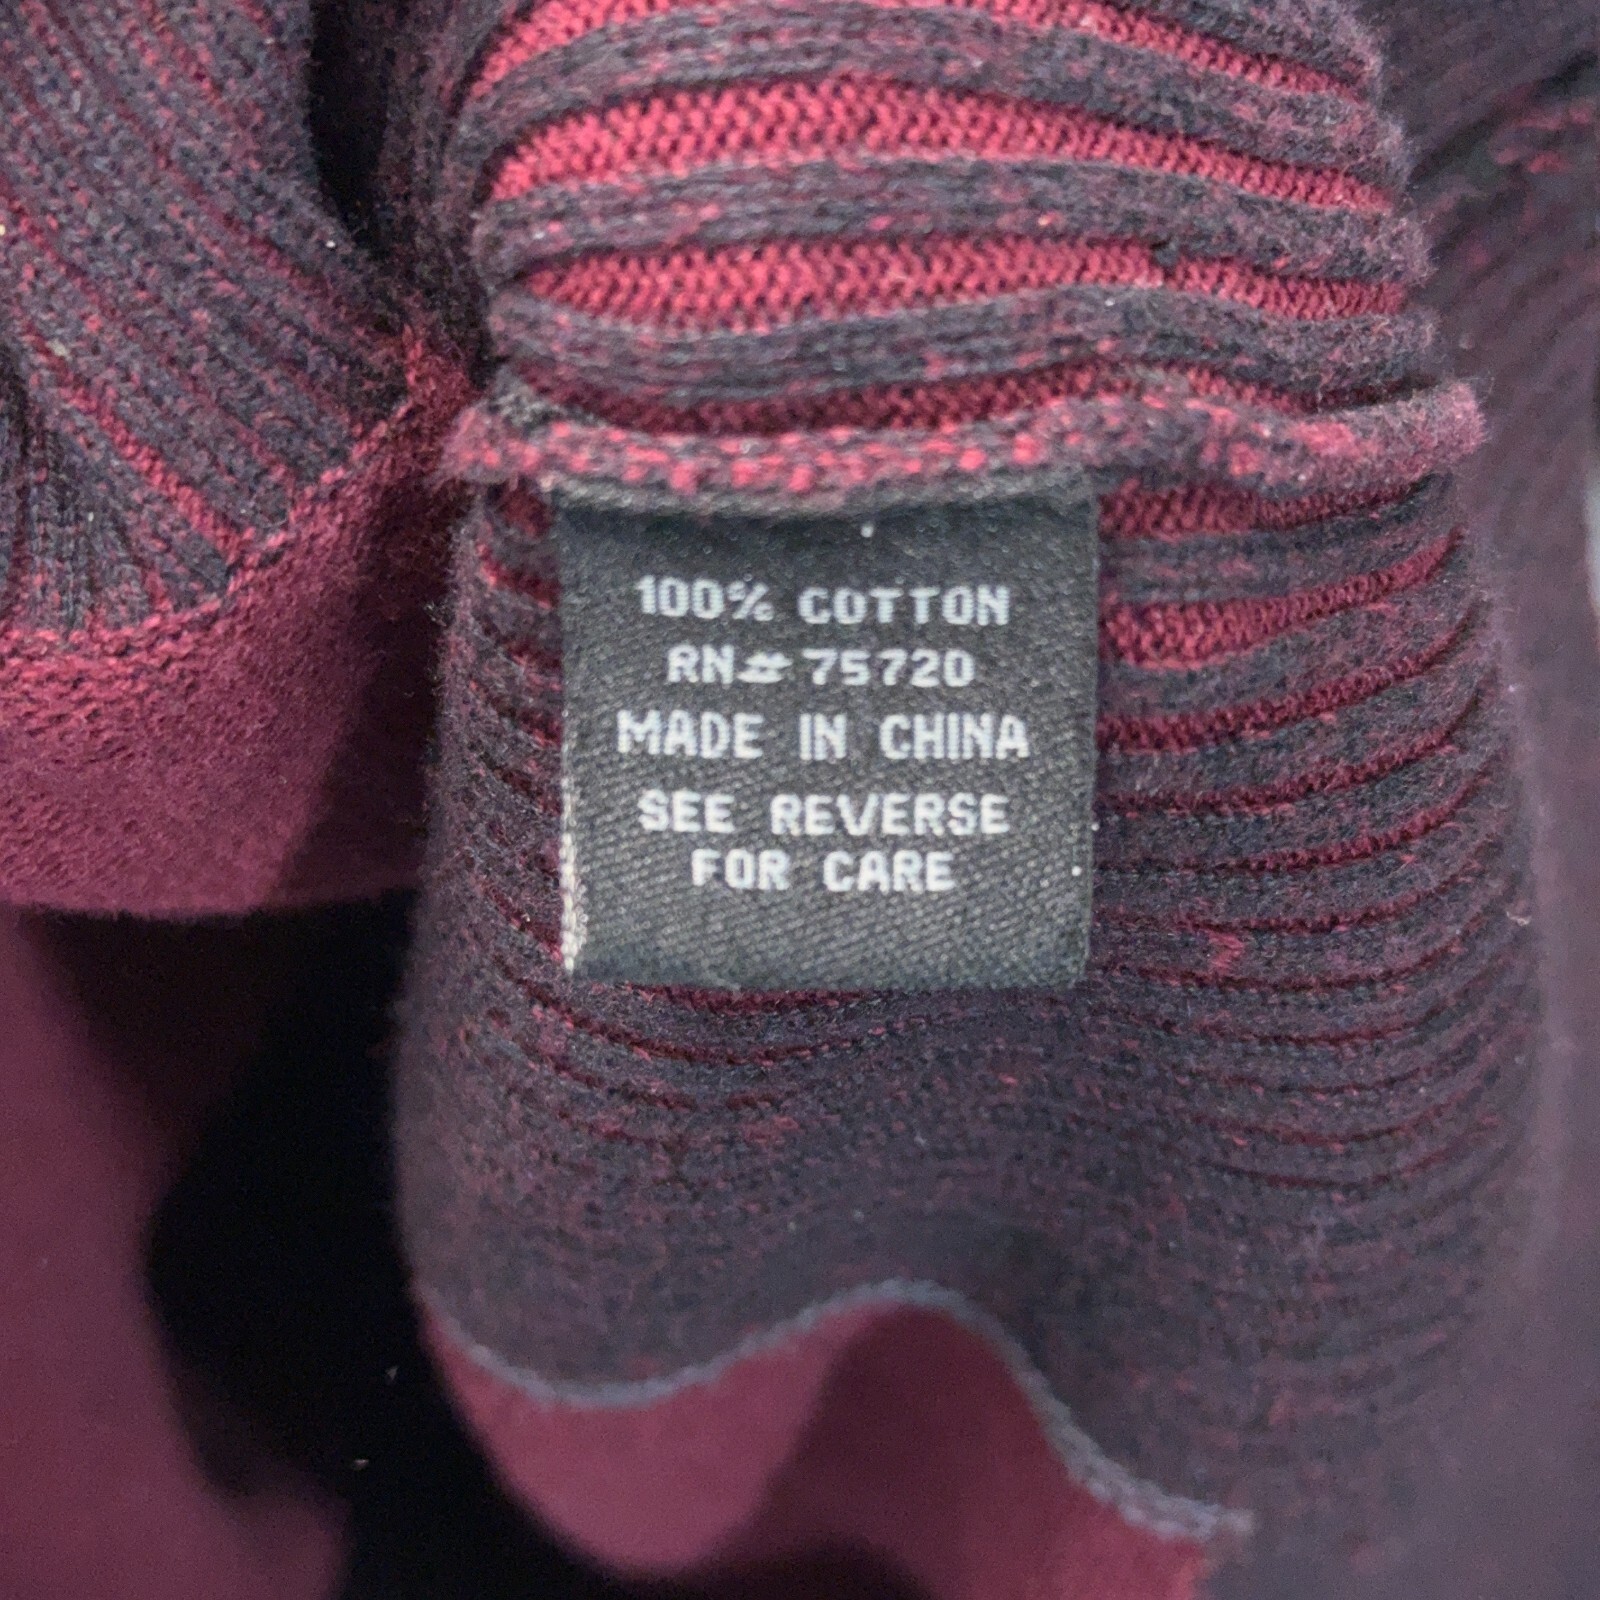 100% COTTON
RN# 75720
MADE IN CHINA
SEE REVERSE
FOR CARE